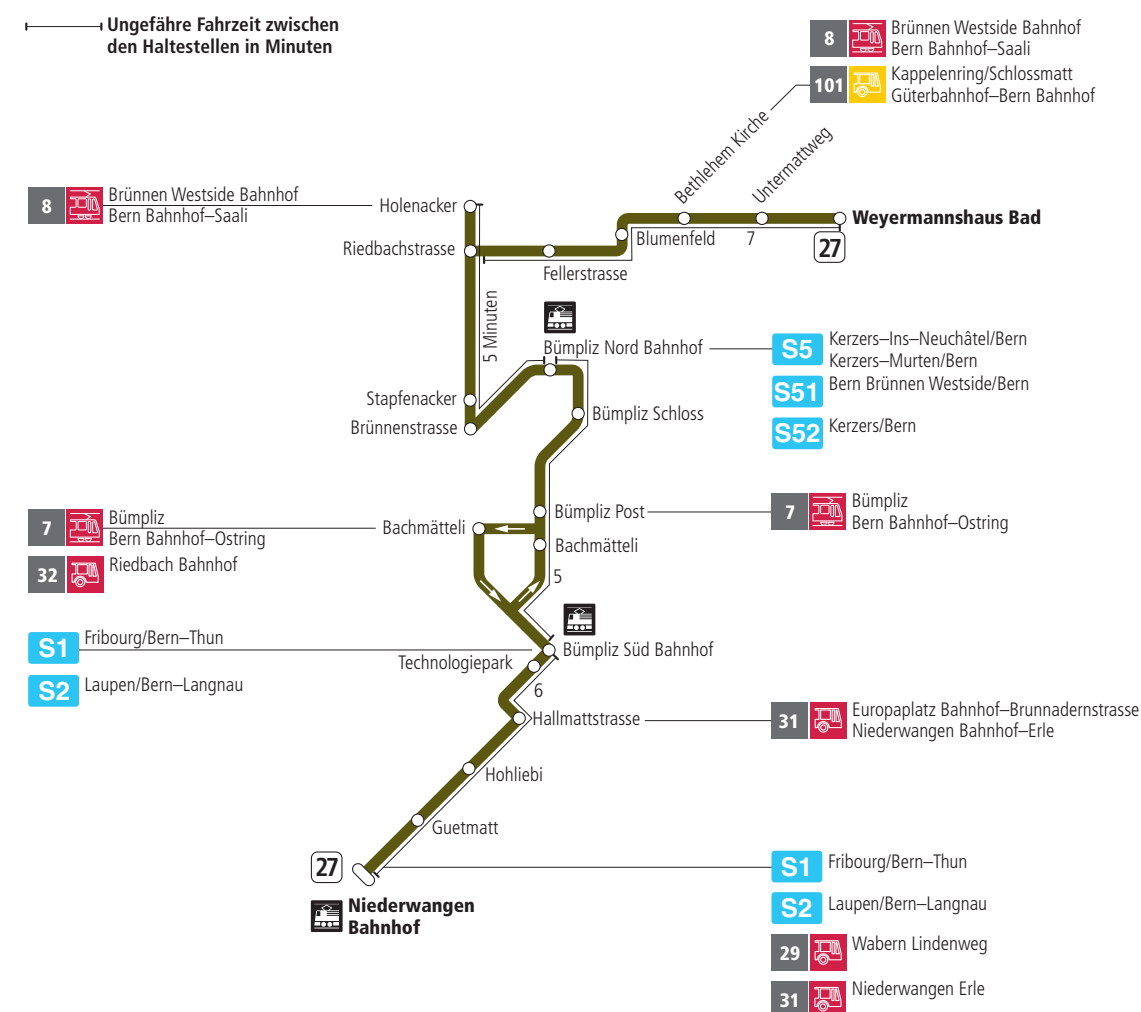 Ungefähre Fahrzeit zwischen
den Haltestellen in Minuten
8
Brünnen Westside Bahnhof
Bern Bahnhof–Saali
101
Kappelenring/Schlossmatt
Güterbahnhof–Bern Bahnhof
Bethlehem Kirche
Untermattweg
8
Brünnen Westside Bahnhof
Bern Bahnhof–Saali
Holenacker
Weyermannshaus Bad
Riedbachstrasse
Blumenfeld
7
27
Fellerstrasse
5 Minuten
Bümpliz Nord Bahnhof
S5
Kerzers–Ins–Neuchâtel/Bern
Kerzers–Murten/Bern
S51
Bern Brünnen Westside/Bern
S52
Kerzers/Bern
Stapfenacker
Bümpliz Schloss
Brünnenstrasse
7
Bümpliz
Bern Bahnhof–Ostring
32
Riedbach Bahnhof
Bachmätteli
Bümpliz Post
7
Bümpliz
Bern Bahnhof–Ostring
Bachmätteli
5
S1
Fribourg/Bern–Thun
S2
Laupen/Bern–Langnau
Bümpliz Süd Bahnhof
Technologiepark
6
Hallmattstrasse
31
Europaplatz Bahnhof–Brunnadernstrasse
Niederwangen Bahnhof–Erle
Hohliebi
Guetmatt
27
Niederwangen
Bahnhof
S1
Fribourg/Bern–Thun
S2
Laupen/Bern–Langnau
29
Wabern Lindenweg
31
Niederwangen Erle